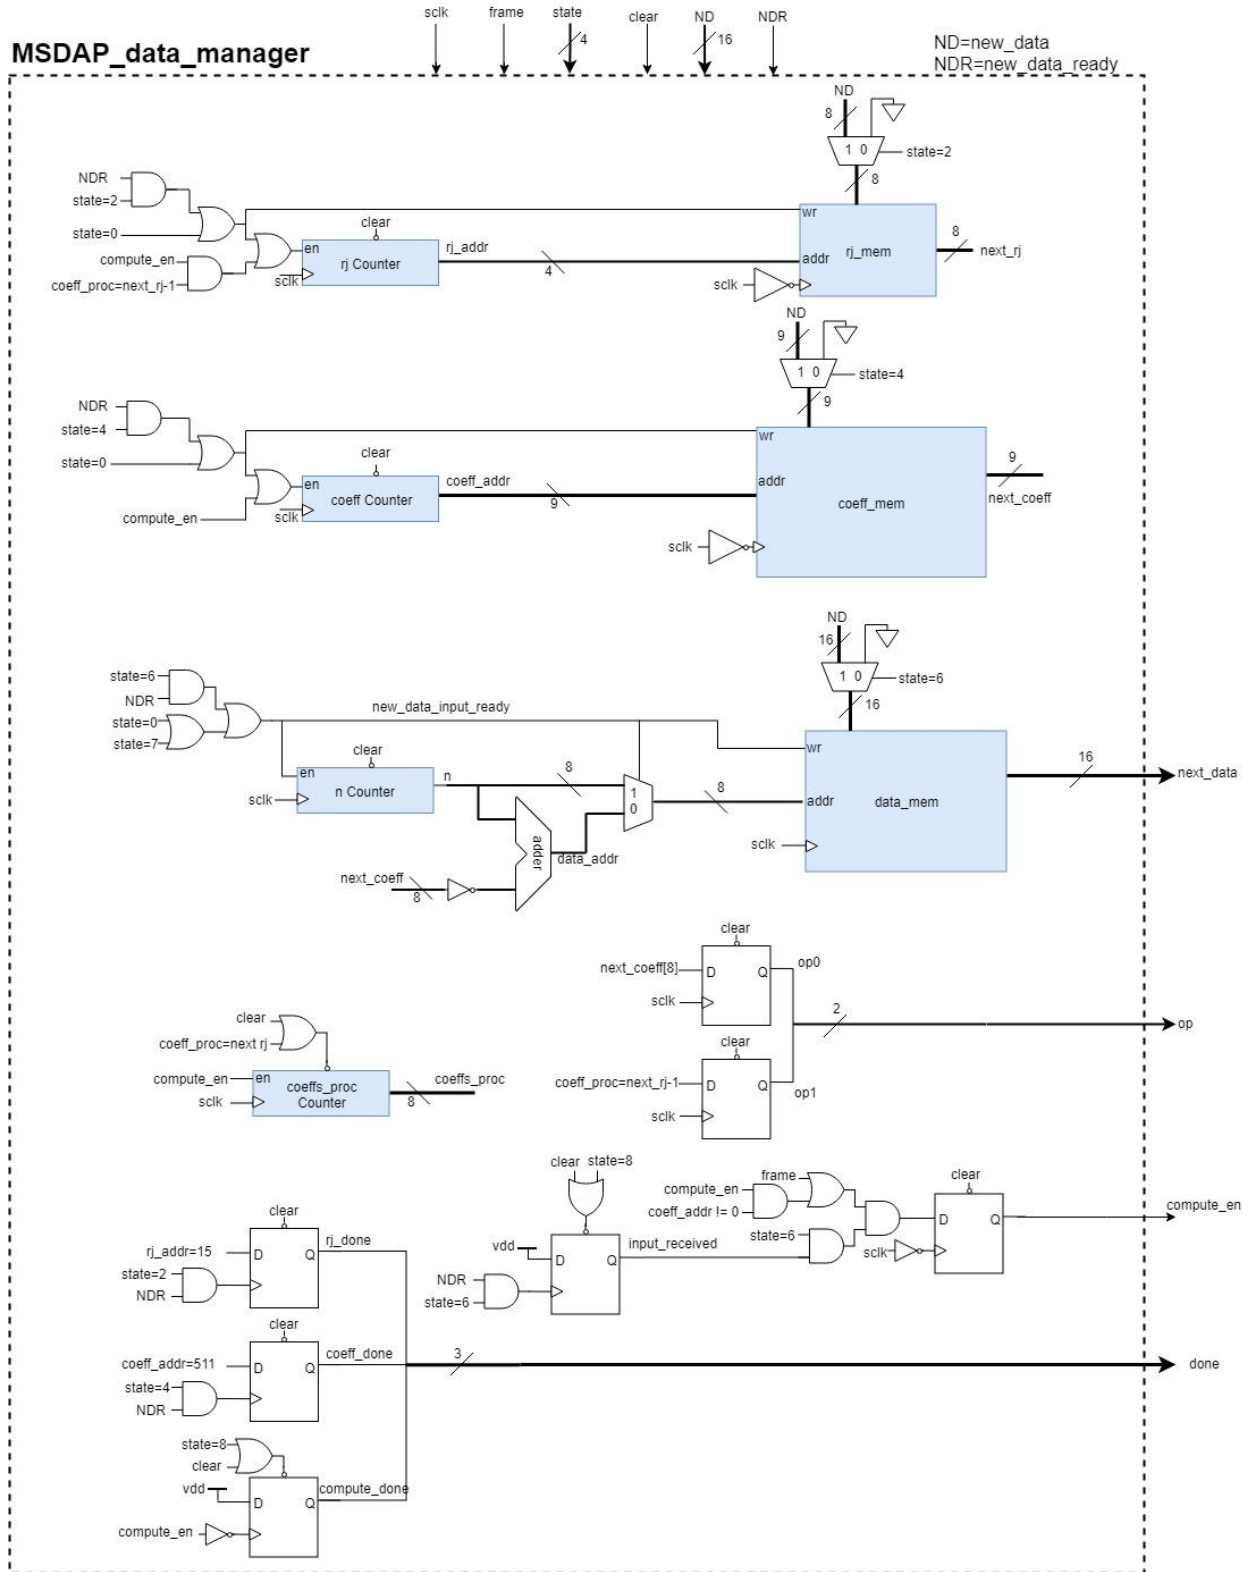 sclk
frame
state
clear
ND
NDR
4
16
MSDAP_data_manager
ND=new_data
NDR=new_data_ready
ND
8
1 0
state=2
8
NDR
state=2
state=0
compute_en
coeff_proc=next_rj-1
clear
en
rj Counter
sclk
rj_addr
4
wr
addr
rj_mem
sclk
8
next_rj
ND
9
1 0
state=4
9
NDR
state=4
state=0
compute_en
clear
en
coeff Counter
sclk
coeff_addr
9
wr
addr
coeff_mem
sclk
9
next_coeff
ND
16
1 0
state=6
16
state=6
NDR
state=0
state=7
new_data_input_ready
clear
en
n Counter
sclk
n
8
1
0
8
adder
data_addr
next_coeff
8
wr
addr
data_mem
sclk
16
next_data
clear
next_coeff[8]
D
Q
sclk
op0
2
op
clear
coeff_proc=next_rj-1
D
Q
sclk
op1
clear
coeff_proc=next rj
compute_en
en
sclk
coeffs_proc
Counter
coeffs_proc
8
clear
state=8
vdd
D
Q
NDR
state=6
input_received
frame
compute_en
coeff_addr != 0
state=6
clear
D
Q
sclk
compute_en
clear
rj_addr=15
D
Q
state=2
NDR
rj_done
clear
coeff_addr=511
D
Q
state=4
NDR
coeff_done
3
done
state=8
clear
vdd
D
Q
compute_en
compute_done